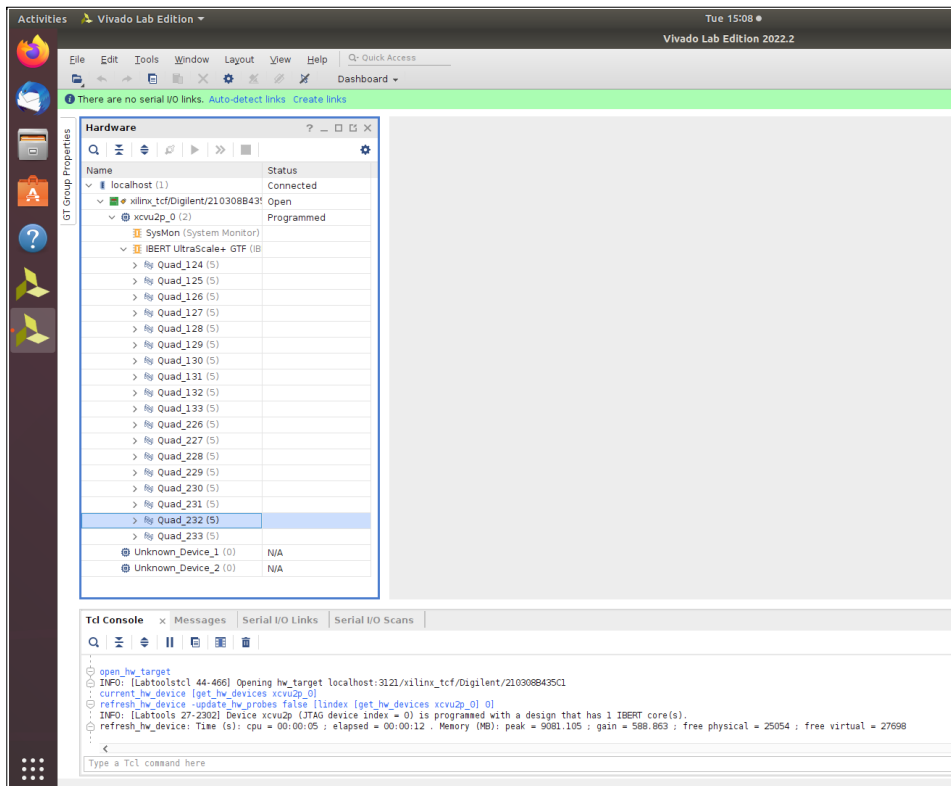 Activities Vivado Lab Edition Tue 15:08
Vivado Lab Edition 2022.2
File Edit Tools Window Layout View Help Q- Quick Access
Dashboard
There are no serial I/O links. Auto-detect links Create links
GT Group Properties
Hardware ? _
Name Status
localhost (1) Connected
xilinx_tcf/Digilent/210308B435 Open
xcvu2p_0 (2) Programmed
SysMon (System Monitor)
IBERT UltraScale+ GTF (IB
Quad_124 (5)
Quad_125 (5)
Quad_126 (5)
Quad_127 (5)
Quad_128 (5)
Quad_129 (5)
Quad_130 (5)
Quad_131 (5)
Quad_132 (5)
Quad_133 (5)
Quad_226 (5)
Quad_227 (5)
Quad_228 (5)
Quad_229 (5)
Quad_230 (5)
Quad_231 (5)
Quad_232 (5)
Quad_233 (5)
Unknown_Device_1 (0) N/A
Unknown_Device_2 (0) N/A
Tcl Console x Messages Serial I/O Links Serial I/O Scans
open_hw_target
INFO: [Labtoolstcl 44-466] Opening hw_target localhost:3121/xilinx_tcf/Digilent/210308B435C1
current_hw_device [get_hw_devices xcvu2p_0]
refresh_hw_device -update_hw_probes false [lindex [get_hw_devices xcvu2p_0] 0]
INFO: [Labtools 27-2302] Device xcvu2p (JTAG device index = 0) is programmed with a design that has 1 IBERT core(s).
refresh_hw_device: Time (s): cpu = 00:00:05 ; elapsed = 00:00:12 . Memory (MB): peak = 9081.105 ; gain = 588.863 ; free physical = 25054 ; free virtual = 27698
Type a Tcl command here